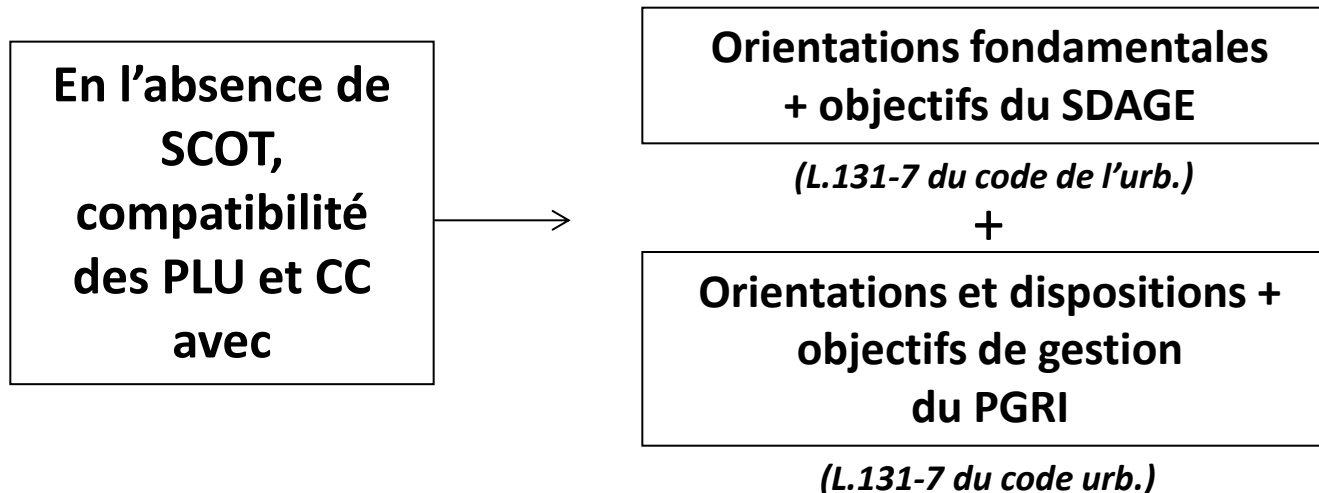 En l’absence de
SCOT,
compatibilité
des PLU et CC
avec
Orientations fondamentales
+ objectifs du SDAGE
(L.131-7 du code de l’urb.)
+
Orientations et dispositions +
objectifs de gestion
du PGRI
(L.131-7 du code urb.)